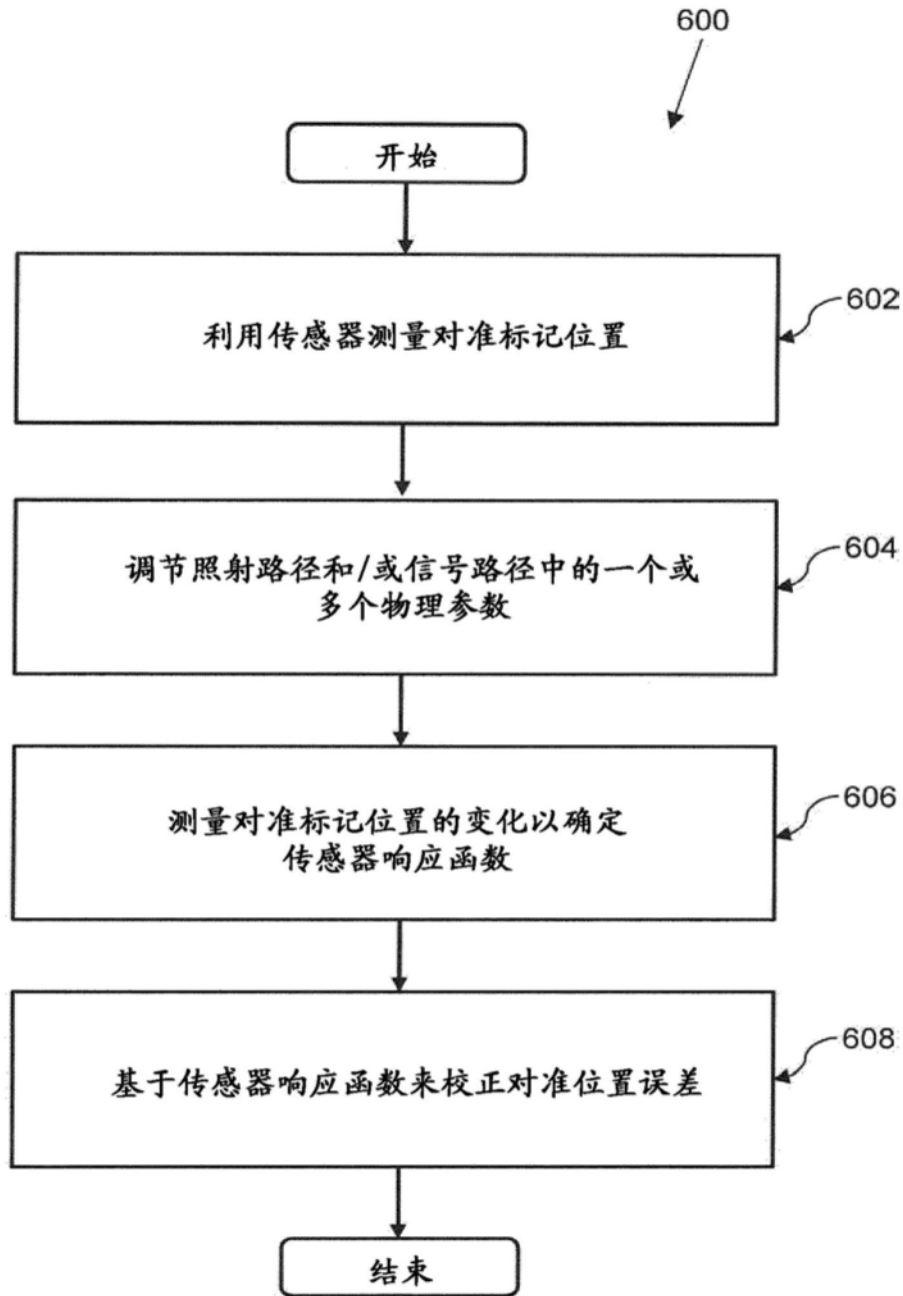 600
开始
利用传感器测量对准标记位置
602
调节照射路径和/或信号路径中的一个或
多个物理参数
604
测量对准标记位置的变化以确定
传感器响应函数
606
基于传感器响应函数来校正对准位置误差
608
结束